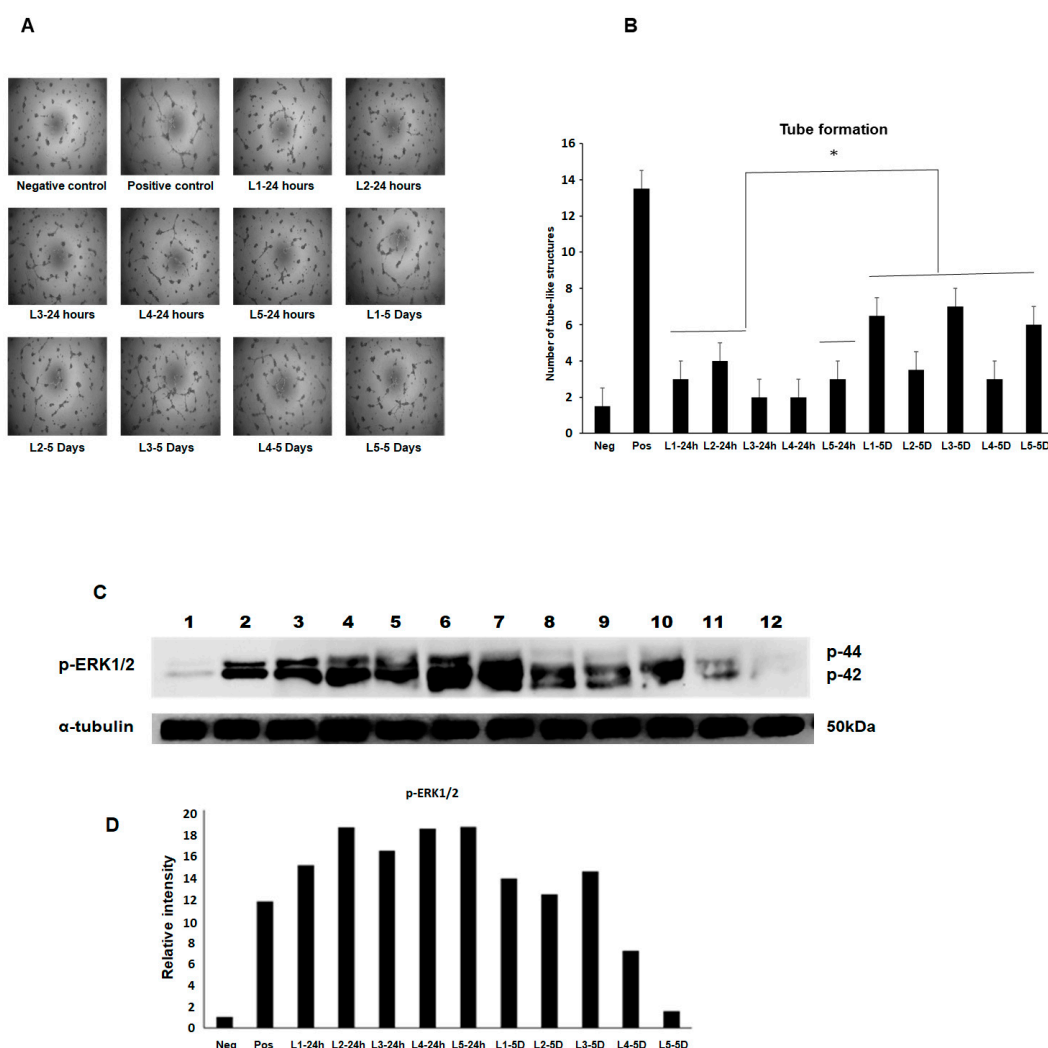 A
Negative control Positive control L1-24 hours L2-24 hours
L3-24 hours L4-24 hours L5-24 hours L1-5 Days
L2-5 Days L3-5 Days L4-5 Days L5-5 Days
B
Tube formation
*
Number of tube-like structures
16
14
12
10
8
6
4
2
0
Neg Pos L1-24h L2-24h L3-24h L4-24h L5-24h L1-5D L2-5D L3-5D L4-5D L5-5D
C
1 2 3 4 5 6 7 8 9 10 11 12
p-ERK1/2
p-44
p-42
α-tubulin 50kDa
D
p-ERK1/2
Relative intensity
20
18
16
14
12
10
8
6
4
2
0
Neg Pos L1-24h L2-24h L3-24h L4-24h L5-24h L1-5D L2-5D L3-5D L4-5D L5-5D